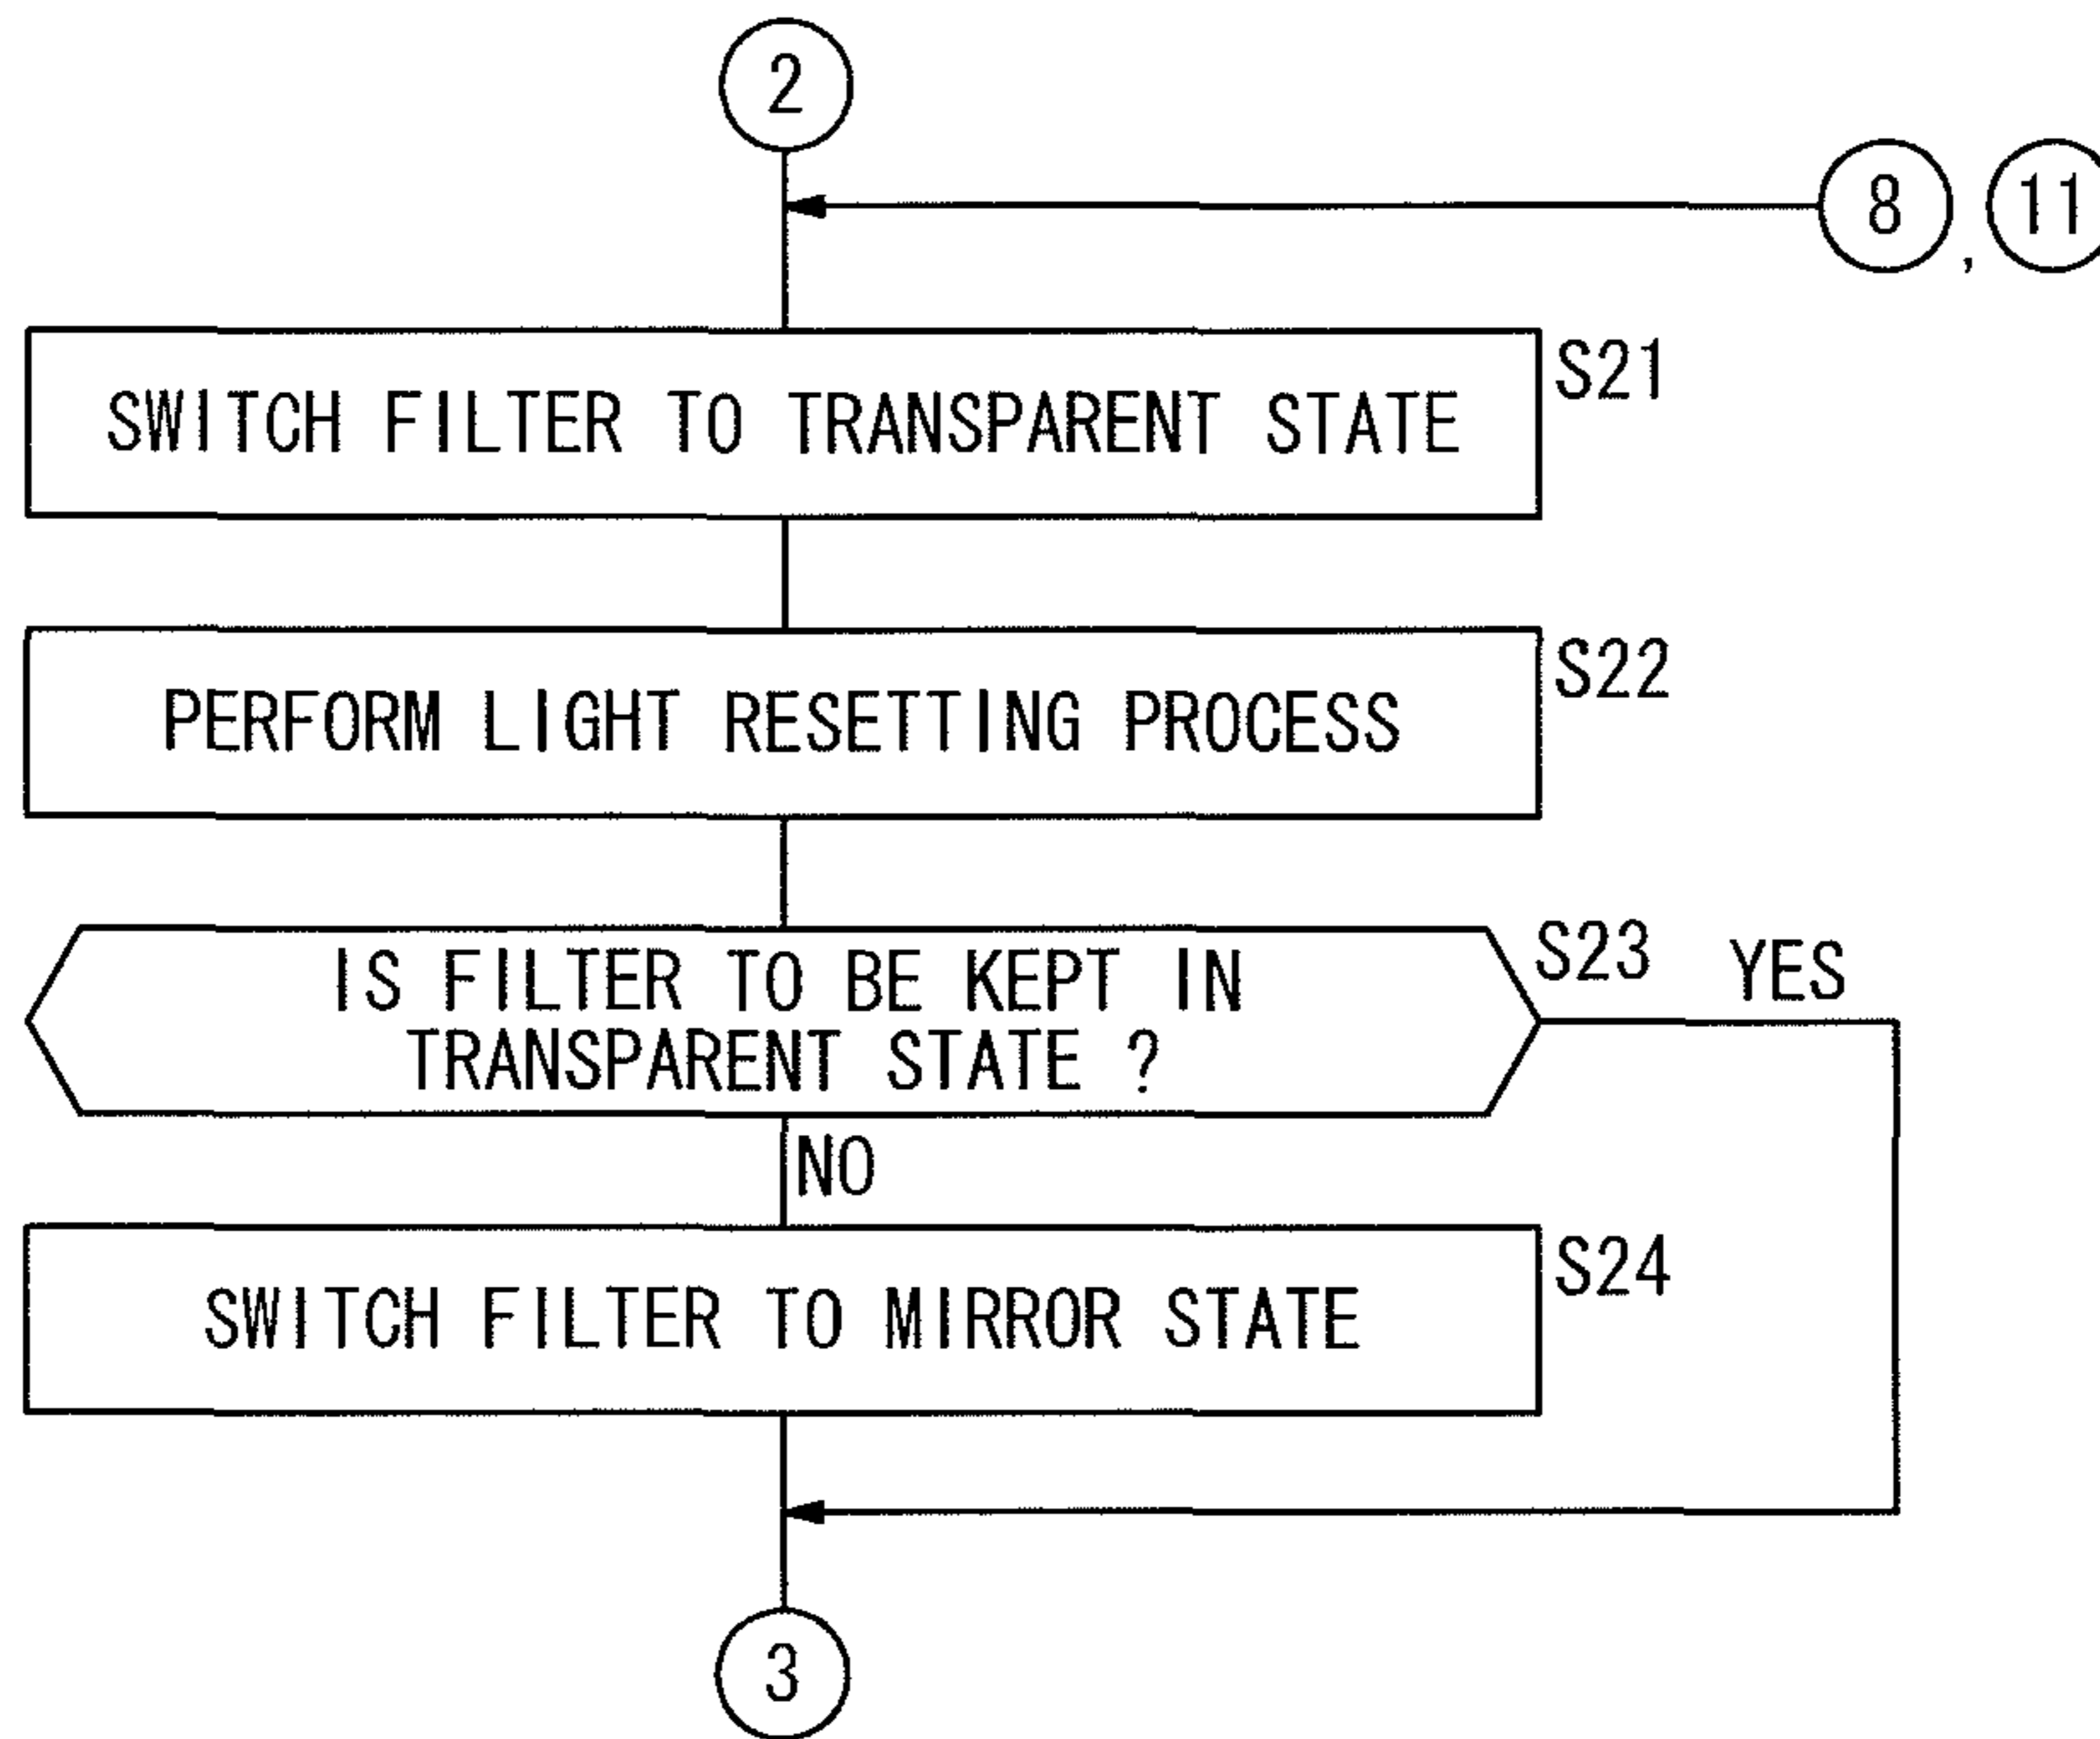 2
8, 11
SWITCH FILTER TO TRANSPARENT STATE
S21
PERFORM LIGHT RESETTING PROCESS
S22
IS FILTER TO BE KEPT IN
TRANSPARENT STATE ?
S23
YES
NO
SWITCH FILTER TO MIRROR STATE
S24
3